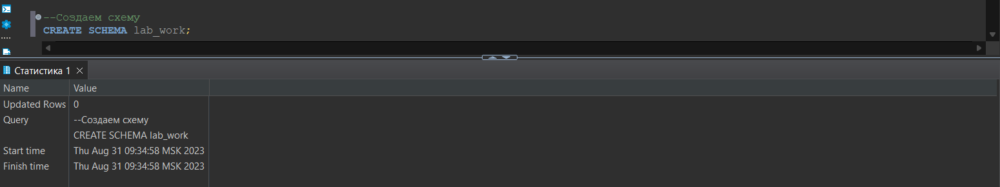 --Создаем схему
CREATE SCHEMA lab_work;
Статистика 1
Name Value
Updated Rows 0
Query --Создаем схему
CREATE SCHEMA lab_work
Start time Thu Aug 31 09:34:58 MSK 2023
Finish time Thu Aug 31 09:34:58 MSK 2023